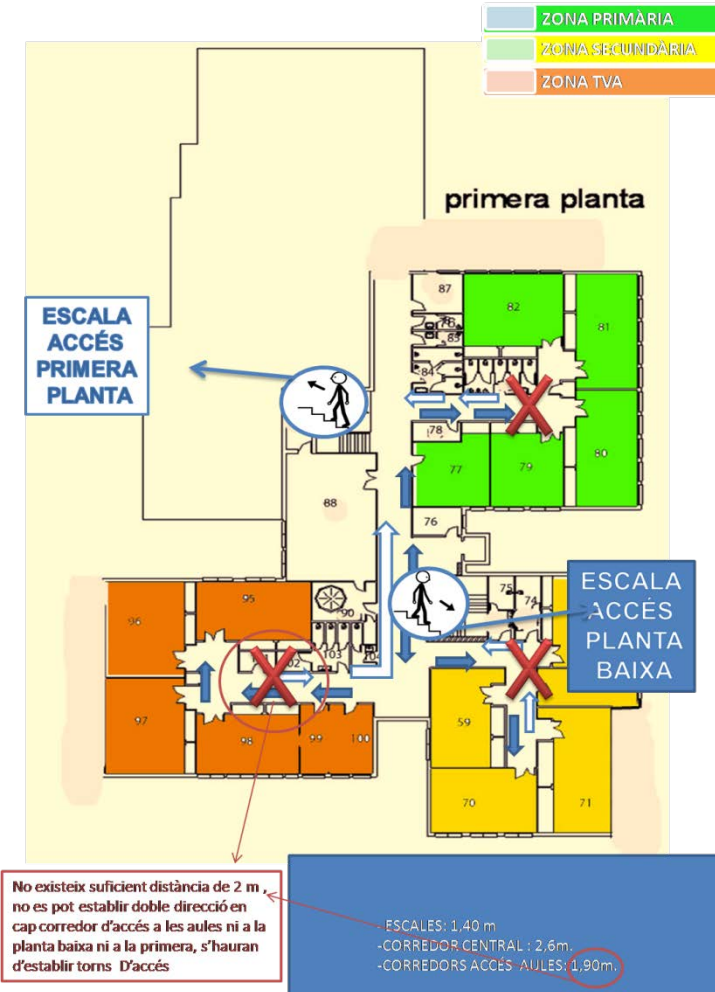 ZONA PRIMÀRIA
ZONA SECUNDÀRIA
ZONA TVA
primera planta
ESCALA
ACCÉS
PRIMERA
PLANTA
87
82
81
85
84
78
77
79
80
88
76
ESCALA
ACCÉS
PLANTA
BAIXA
75
74
96
95
90
103
97
98
99
100
59
70
71
No existeix suficient distància de 2 m ,
no es pot establir doble direcció en
cap corredor d'accés a les aules ni a la
planta baixa ni a la primera, s'hauran
d'establir torns D'accés
-ESCALES: 1,40 m
-CORREDOR CENTRAL : 2,6m.
-CORREDORS ACCÉS AULES: 1,90m.